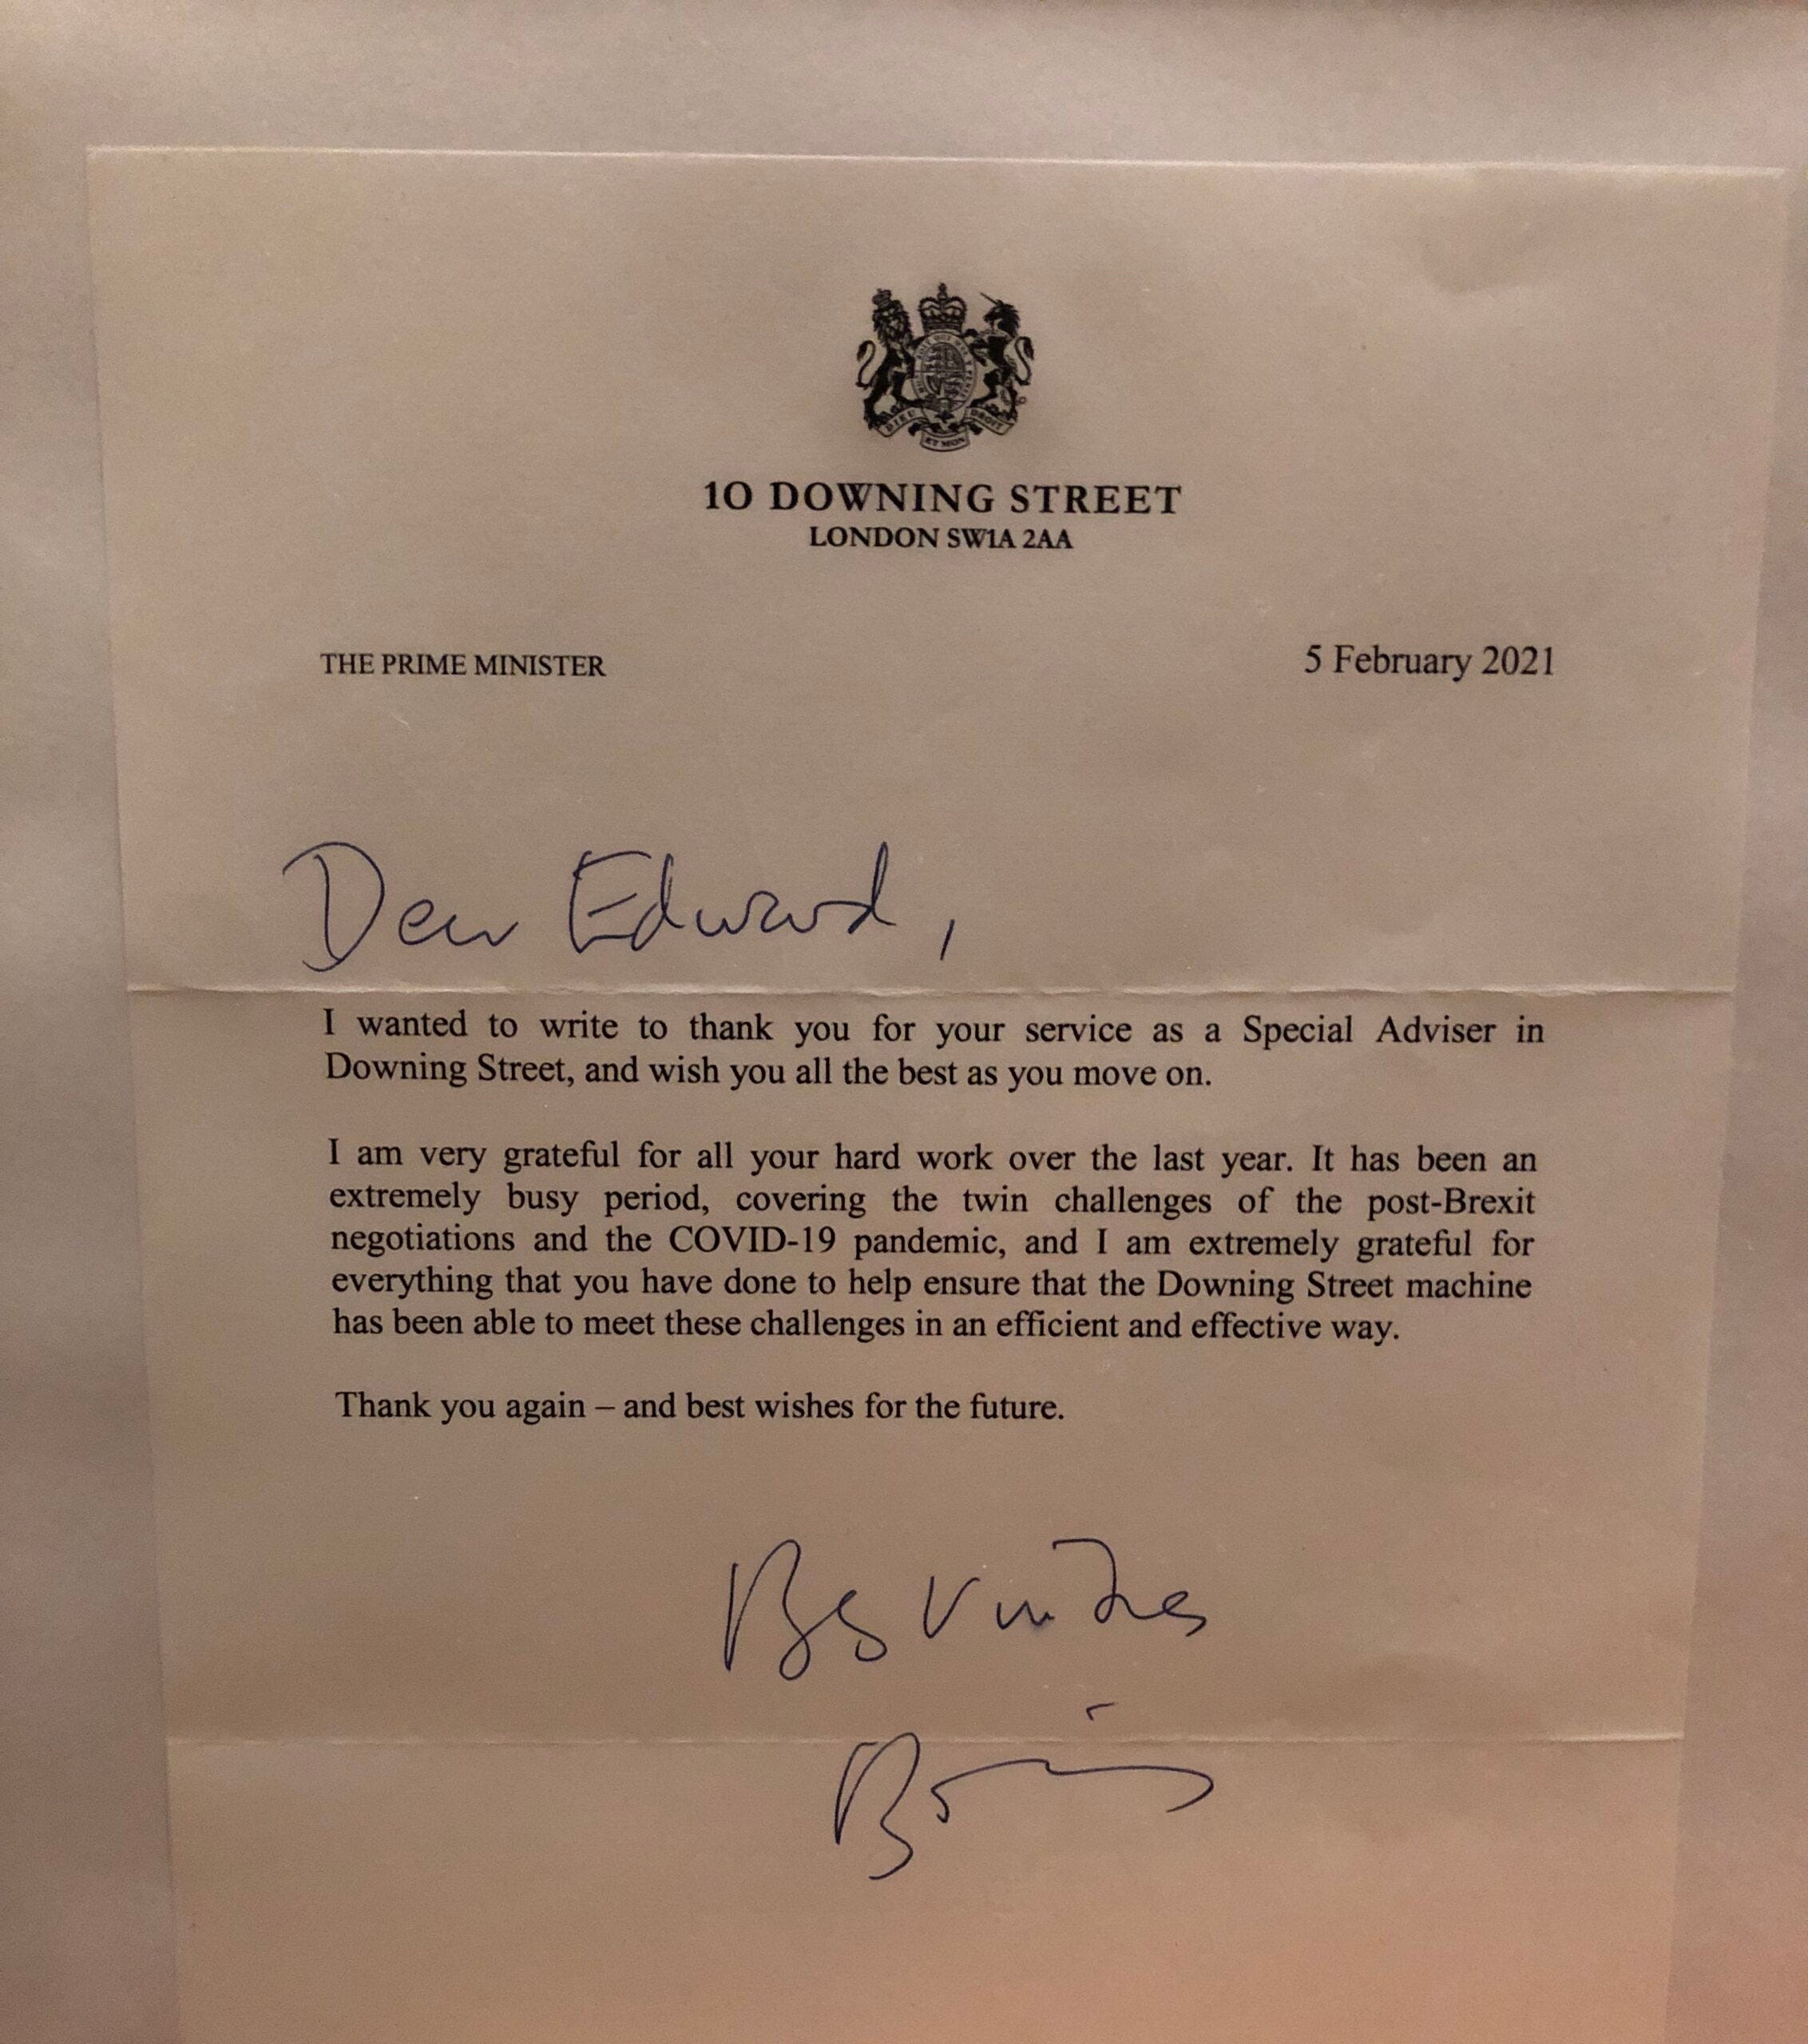 DIEU ET MON DROIT
10 DOWNING STREET
LONDON SW1A 2AA
THE PRIME MINISTER
5 February 2021
Dear Edward,
I wanted to write to thank you for your service as a Special Adviser in
Downing Street, and wish you all the best as you move on.
I am very grateful for all your hard work over the last year. It has been an
extremely busy period, covering the twin challenges of the post-Brexit
negotiations and the COVID-19 pandemic, and I am extremely grateful for
everything that you have done to help ensure that the Downing Street machine
has been able to meet these challenges in an efficient and effective way.
Thank you again – and best wishes for the future.
Best wishes
Boris